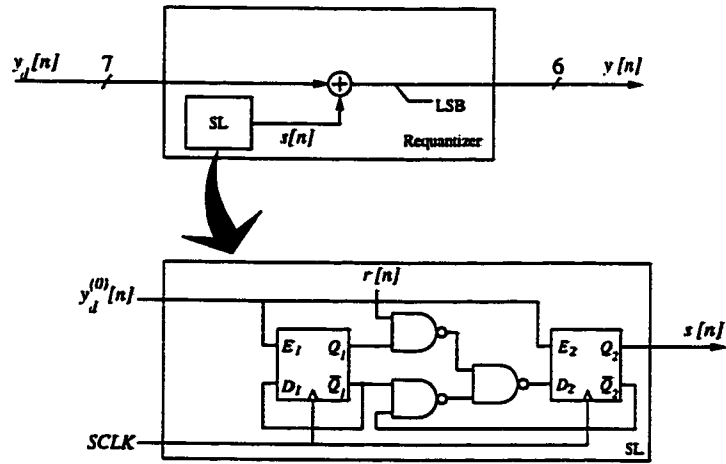 y_d[n] 7 6 y[n]
SL s[n] LSB
Requantizer
r[n]
y_d^(0)[n]
E₁ Q₁ E₂ Q₂ s[n]
D₁ Q̅₁ D₂ Q̅₂
SCLK SL